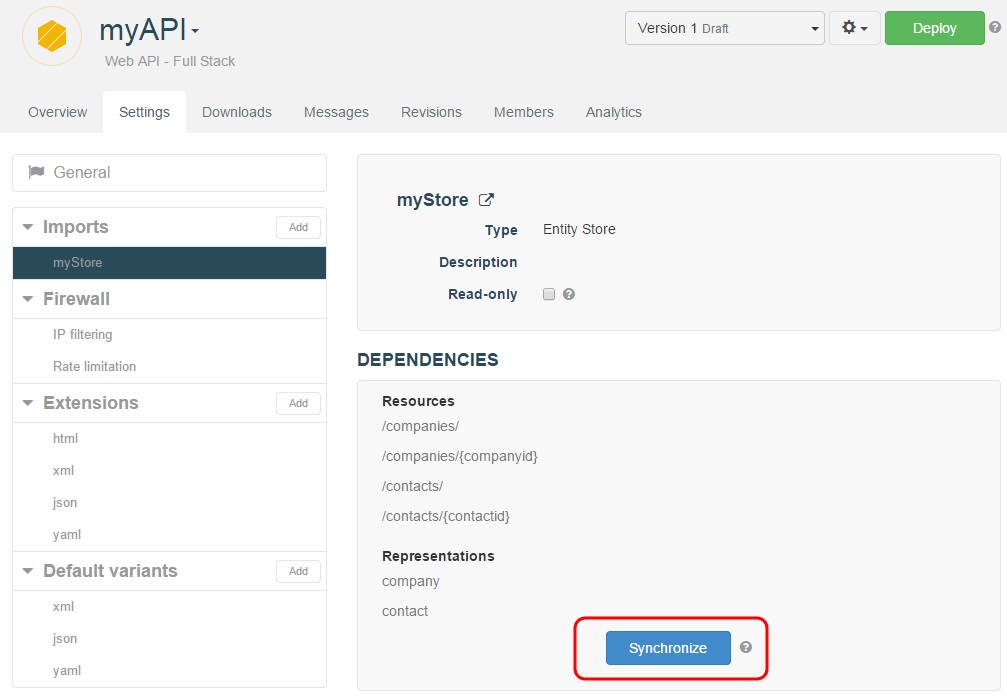 myAPI
Version 1 Draft
Deploy
Web API - Full Stack
Overview Settings Downloads Messages Revisions Members Analytics
General
Imports Add
myStore
Firewall
IP filtering
Rate limitation
Extensions Add
html
xml
json
yaml
Default variants Add
xml
json
yaml
myStore
Type Entity Store
Description
Read-only ?
DEPENDENCIES
Resources
/companies/
/companies/{companyid}
/contacts/
/contacts/{contactid}
Representations
company
contact
Synchronize ?